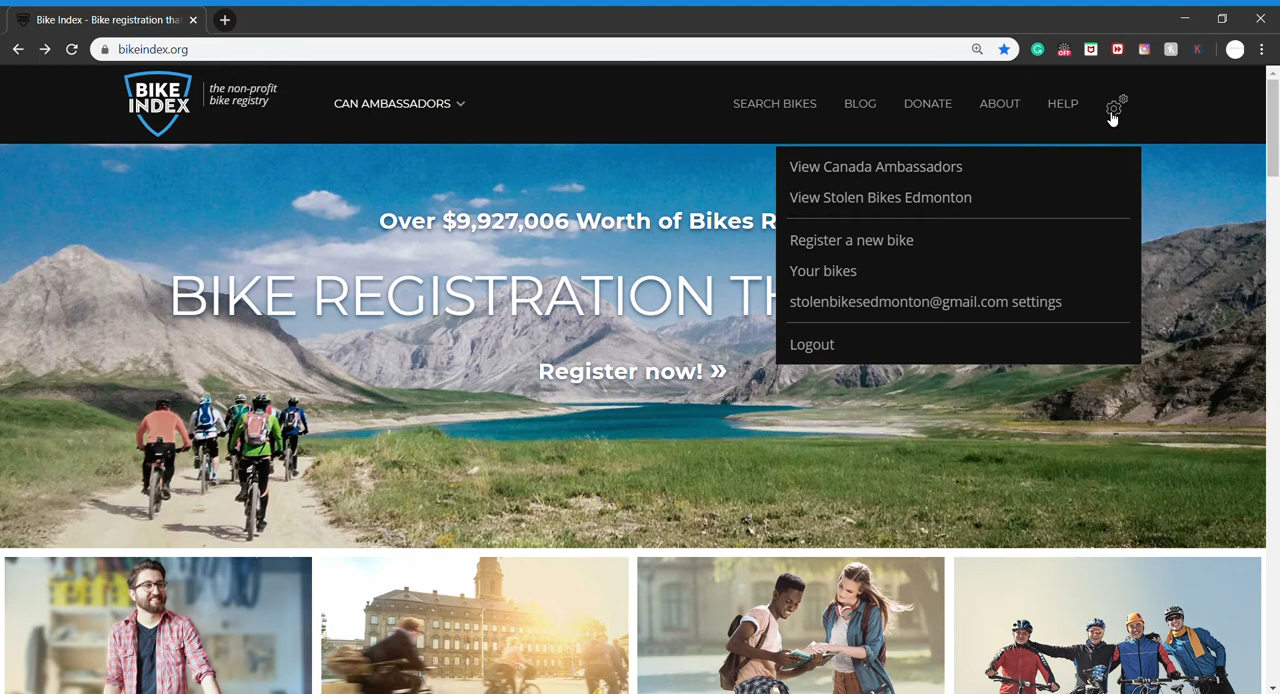 Bike Index - Bike registration tha
bikeindex.org
OFF
BIKE
INDEX
the non-profit
bike registry
CAN AMBASSADORS
SEARCH BIKES
BLOG
DONATE
ABOUT
HELP
View Canada Ambassadors
View Stolen Bikes Edmonton
Register a new bike
Your bikes
stolenbikesedmonton@gmail.com settings
Logout
Over $9,927,006 Worth of Bikes R
BIKE REGISTRATION TH
Register now! »